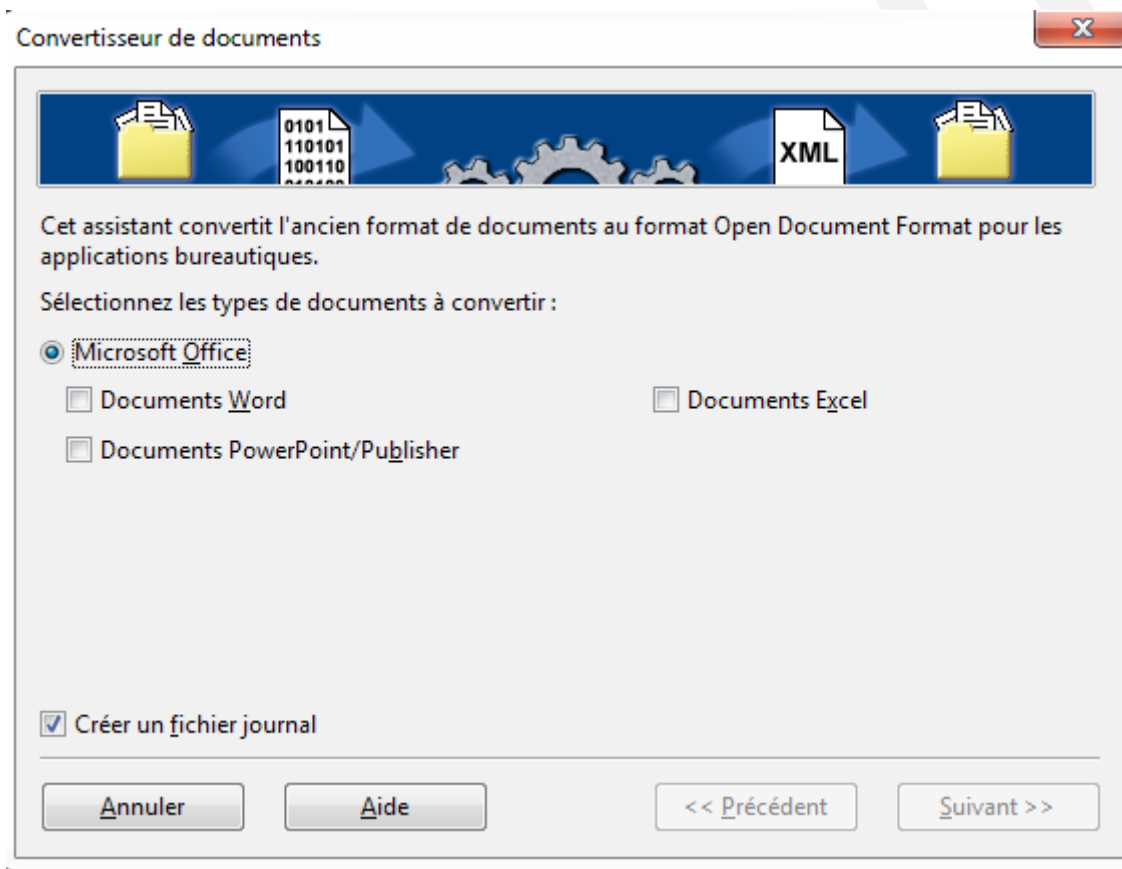 Convertisseur de documents
0101
110101
100110
XML
Cet assistant convertit l'ancien format de documents au format Open Document Format pour les
applications bureautiques.
Sélectionnez les types de documents à convertir :
Microsoft Office
Documents Word
Documents Excel
Documents PowerPoint/Publisher
Créer un fichier journal
Annuler
Aide
<< Précédent
Suivant >>